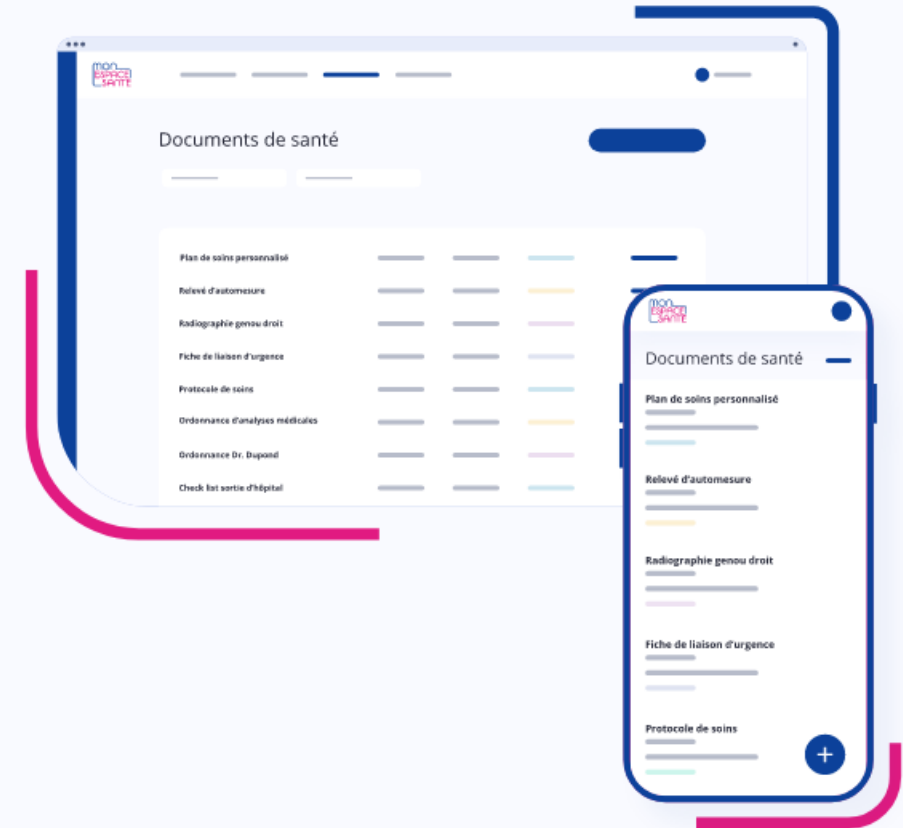 mon
ESPACE
SANTÉ
Documents de santé
Plan de soins personnalisé
Relevé d'automesure
Radiographie genou droit
Fiche de liaison d'urgence
Protocole de soins
Ordonnance d'analyses médicales
Ordonnance Dr. Dupond
Check list sortie d'hôpital
mon
ESPACE
SANTÉ
Documents de santé
Plan de soins personnalisé
Relevé d'automesure
Radiographie genou droit
Fiche de liaison d'urgence
Protocole de soins
+